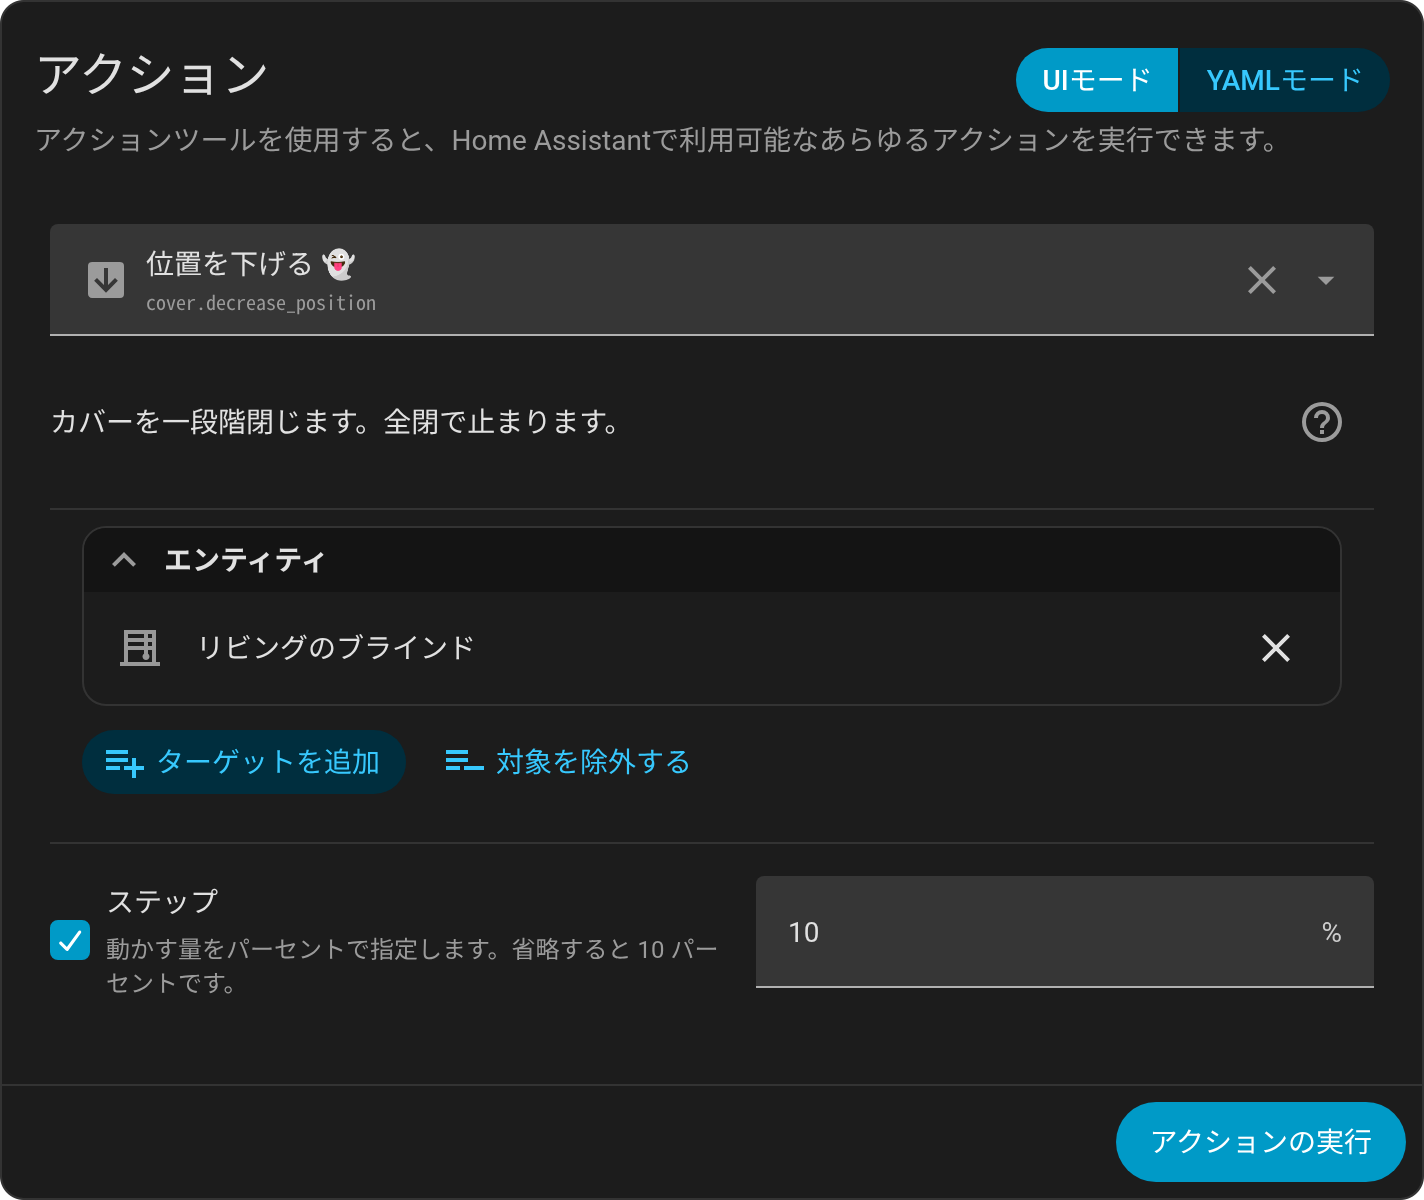 アクション
UIモード
YAMLモード
アクションツールを使用すると、Home Assistantで利用可能なあらゆるアクションを実行できます。
位置を下げる 👻
cover.decrease_position
カバーを一段階閉じます。全閉で止まります。
エンティティ
リビングのブラインド
ターゲットを追加
対象を除外する
ステップ
動かす量をパーセントで指定します。省略すると 10 パー
セントです。
10
%
アクションの実行